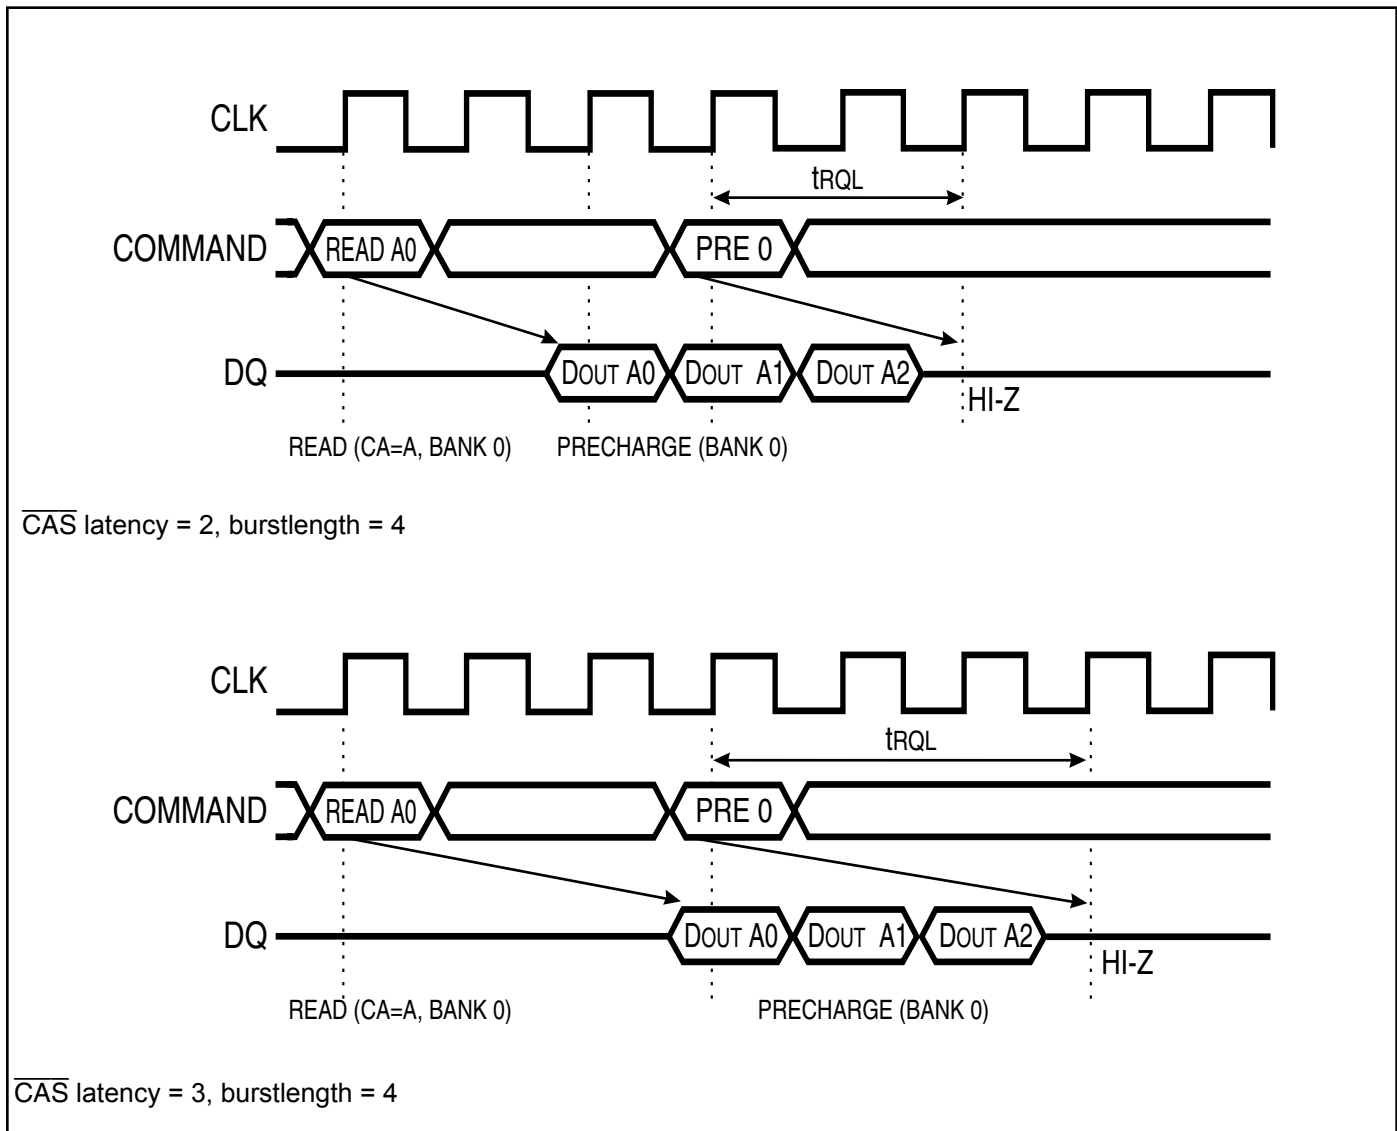 CLK
tRQL
COMMAND READ A0 PRE 0
DQ DOUT A0 DOUT A1 DOUT A2
HI-Z
READ (CA=A, BANK 0) PRECHARGE (BANK 0)
CAS latency = 2, burstlength = 4
CLK
tRQL
COMMAND READ A0 PRE 0
DQ DOUT A0 DOUT A1 DOUT A2
HI-Z
READ (CA=A, BANK 0) PRECHARGE (BANK 0)
CAS latency = 3, burstlength = 4